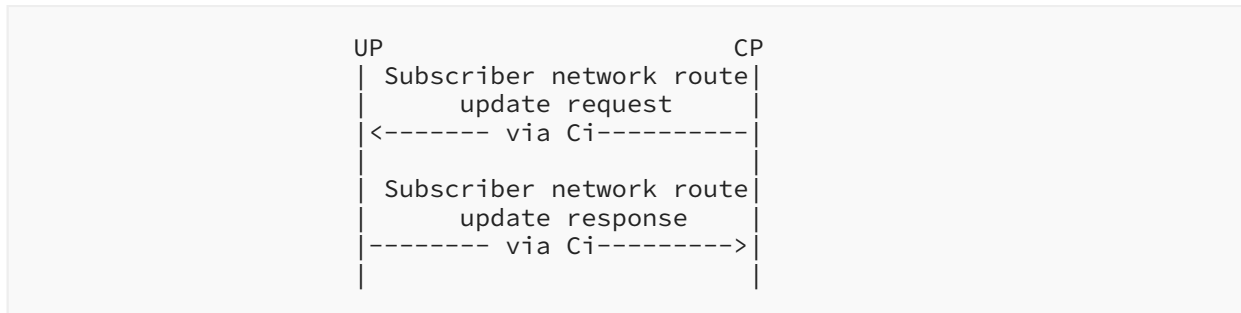 UP                       CP
| Subscriber network route|
|      update request     |
|<------- via Ci----------|
|                         |
| Subscriber network route|
|      update response    |
|-------- via Ci--------->|
|                         |